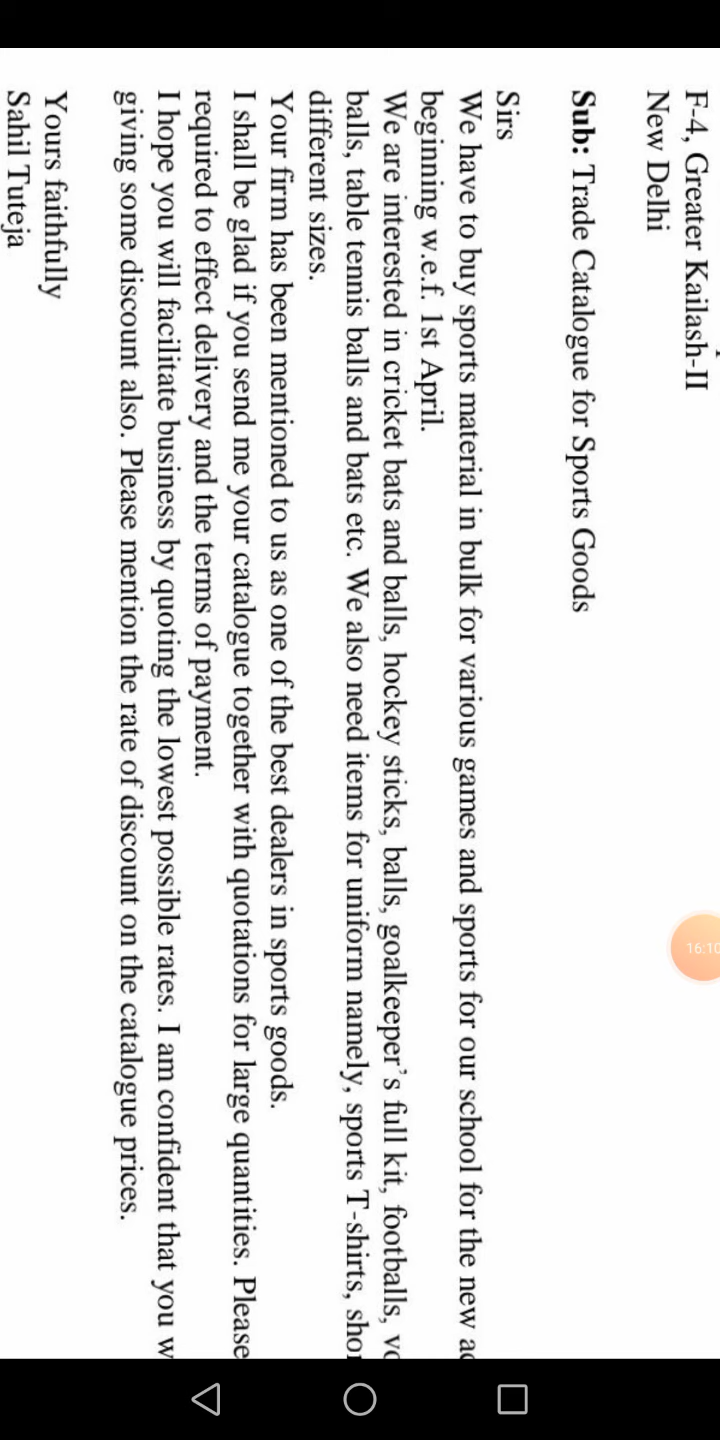 F-4, Greater Kailash-II
New Delhi
Sub: Trade Catalogue for Sports Goods
Sirs
We have to buy sports material in bulk for various games and sports for our school for the new
beginning w.e.f. 1st April.
We are interested in cricket bats and balls, hockey sticks, balls, goalkeeper's full kit, footballs,
balls, table tennis balls and bats etc. We also need items for uniform namely, sports T-shirts,
different sizes.
Your firm has been mentioned to us as one of the best dealers in sports goods.
I shall be glad if you send me your catalogue together with quotations for large quantities. Please
required to effect delivery and the terms of payment.
I hope you will facilitate business by quoting the lowest possible rates. I am confident that you
giving some discount also. Please mention the rate of discount on the catalogue prices.
Yours faithfully
Sahil Tuteja
16:10